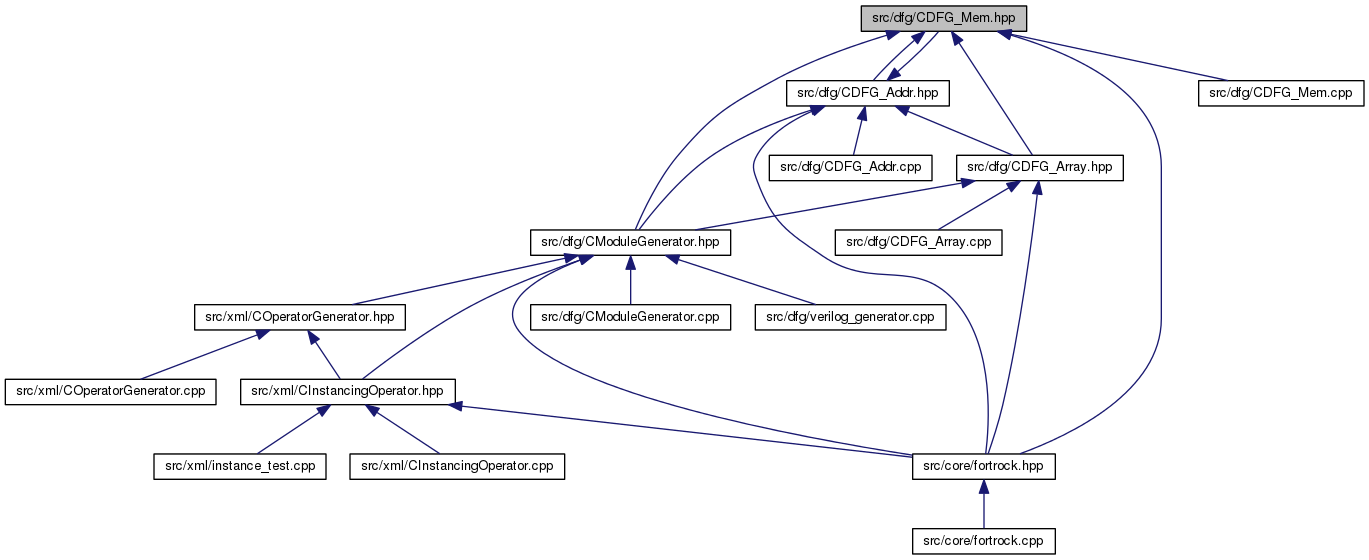 src/dfg/CDFG_Mem.hpp
src/dfg/CDFG_Addr.hpp
src/dfg/CDFG_Mem.cpp
src/dfg/CDFG_Addr.cpp
src/dfg/CDFG_Array.hpp
src/dfg/CModuleGenerator.hpp
src/dfg/CDFG_Array.cpp
src/xml/COperatorGenerator.hpp
src/dfg/CModuleGenerator.cpp
src/dfg/verilog_generator.cpp
src/xml/COperatorGenerator.cpp
src/xml/CInstancingOperator.hpp
src/xml/instance_test.cpp
src/xml/CInstancingOperator.cpp
src/core/fortrock.hpp
src/core/fortrock.cpp